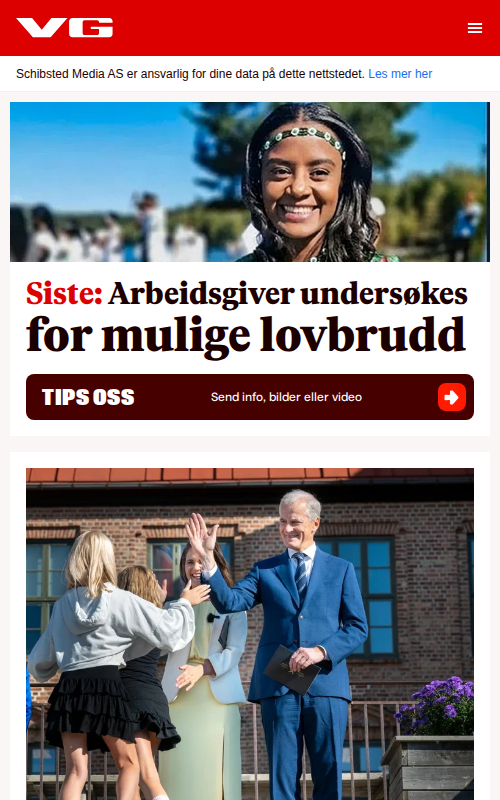 VG
Schibsted Media AS er ansvarlig for dine data på dette nettstedet. Les mer her
Siste: Arbeidsgiver undersøkes
for mulige lovbrudd
TIPS OSS
Send info, bilder eller video